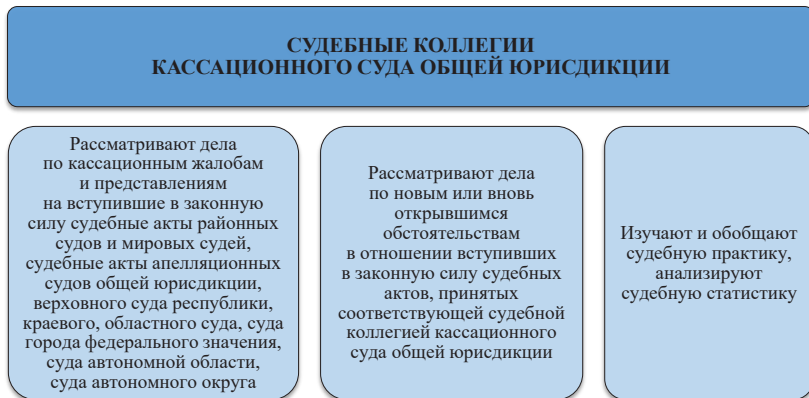 СУДЕБНЫЕ КОЛЛЕГИИ
КАССАЦИОННОГО СУДА ОБЩЕЙ ЮРИСДИКЦИИ
Рассматривают дела
по кассационным жалобам
и представлениям
на вступившие в законную
силу судебные акты районных
судов и мировых судей,
судебные акты апелляционных
судов общей юрисдикции,
верховного суда республики,
краевого, областного суда, суда
города федерального значения,
суда автономной области,
суда автономного округа
Рассматривают дела
по новым или вновь
открывшимся
обстоятельствам
в отношении вступивших
в законную силу судебных
актов, принятых
соответствующей судебной
коллегией кассационного
суда общей юрисдикции
Изучают и обобщают
судебную практику,
анализируют
судебную статистику